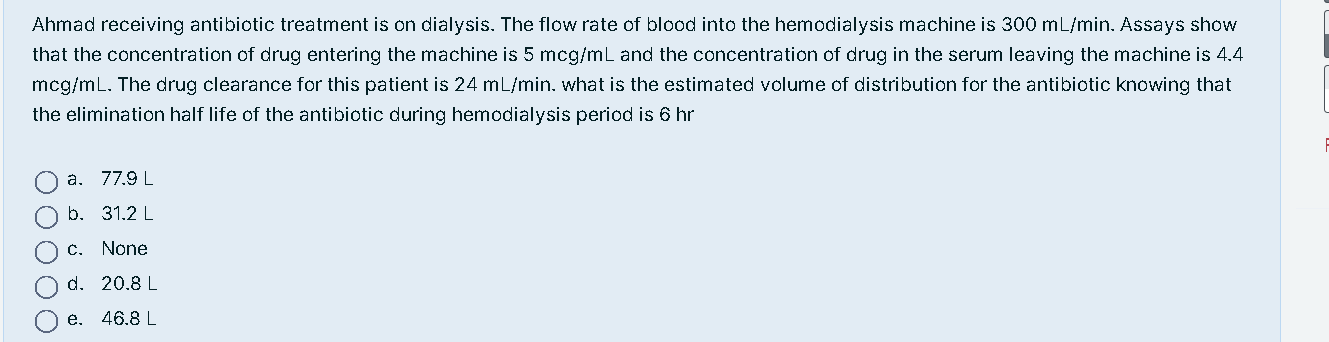 Ahmad receiving antibiotic treatment is on dialysis. The flow rate of blood into the hemodialysis machine is 300 mL/min. Assays show
that the concentration of drug entering the machine is 5 mcg/mL and the concentration of drug in the serum leaving the machine is 4.4
mcg/mL. The drug clearance for this patient is 24 mL/min. what is the estimated volume of distribution for the antibiotic knowing that
the elimination half life of the antibiotic during hemodialysis period is 6 hr
a. 77.9 L
b. 31.2 L
c. None
d. 20.8 L
e. 46.8 L